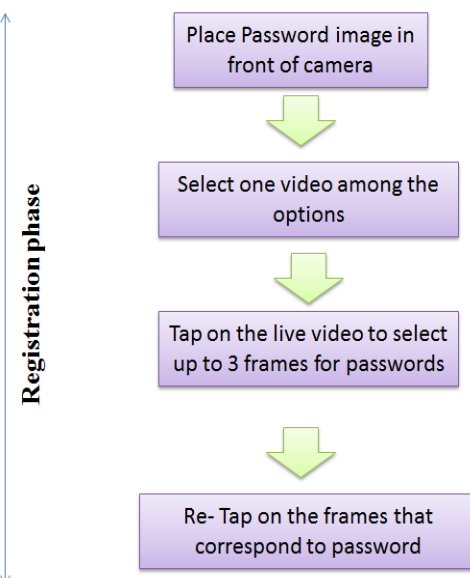 Place Password image in
front of camera
Select one video among the
options
Registration phase
Tap on the live video to select
up to 3 frames for passwords
Re- Tap on the frames that
correspond to password